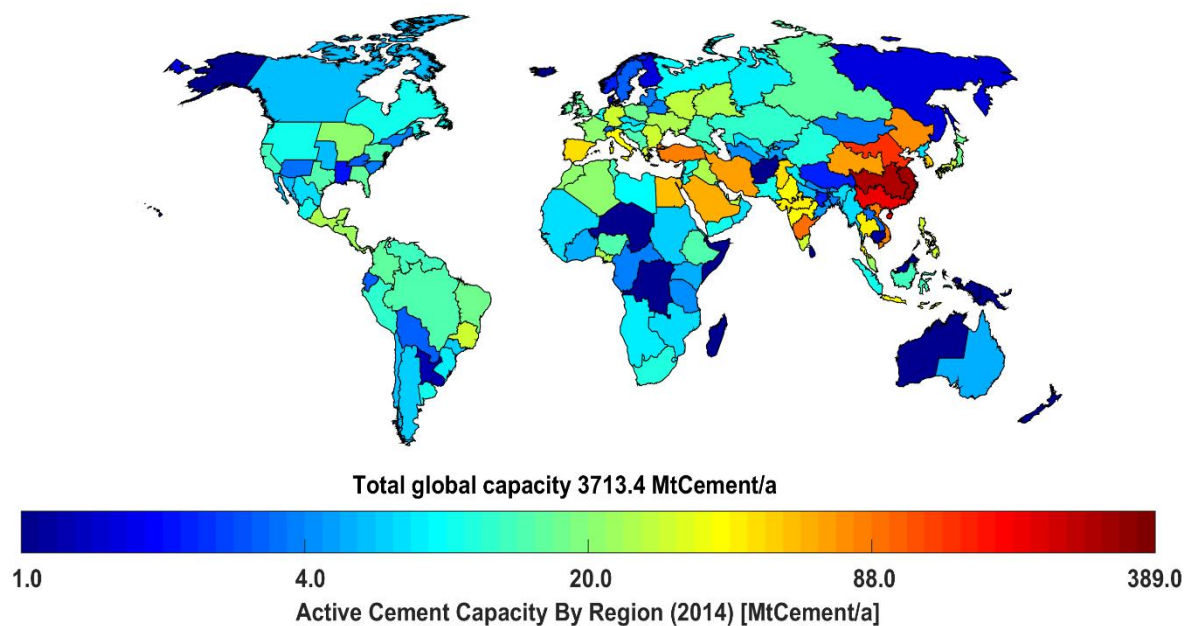 Total global capacity 3713.4 MtCement/a
1.0 4.0 20.0 88.0 389.0
Active Cement Capacity By Region (2014) [MtCement/a]